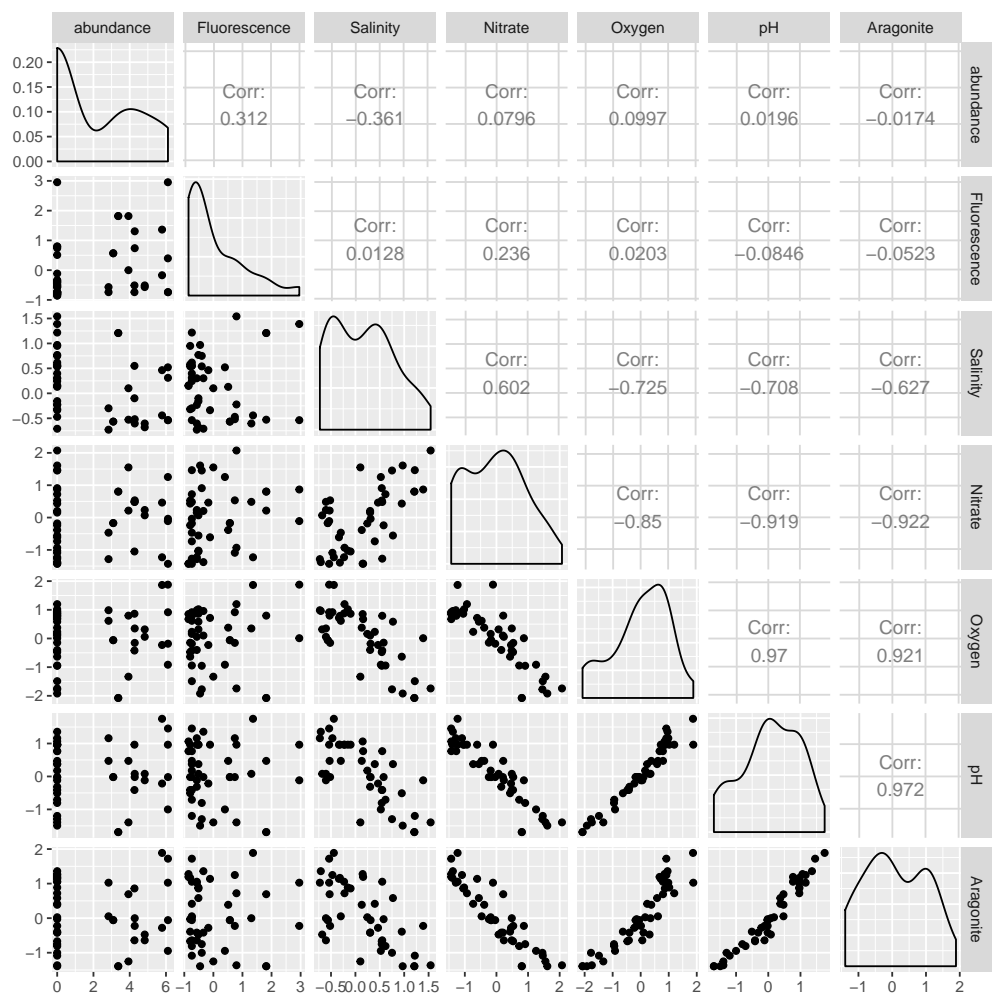 abundance Fluorescence Salinity Nitrate Oxygen pH Aragonite
0.20
0.15
0.10
0.05
0.00
Corr: Corr: Corr: Corr: Corr: Corr:
0.312 −0.361 0.0796 0.0997 0.0196 −0.0174
abundance
3
2
1
0
−1
Corr: Corr: Corr: Corr: Corr:
0.0128 0.236 0.0203 −0.0846 −0.0523
Fluorescence
1.5
1.0
0.5
0.0
−0.5
Corr: Corr: Corr: Corr:
0.602 −0.725 −0.708 −0.627
Salinity
2
1
0
−1
Corr: Corr: Corr:
−0.85 −0.919 −0.922
Nitrate
2
1
0
−1
−2
Corr: Corr:
0.97 0.921
Oxygen
1
0
−1
Corr:
0.972
pH
2
1
0
−1
Aragonite
0 2 4 6 −1 0 1 2 3 −0.5 0.0 0.5 1.0 1.5 −1 0 1 2 −2 −1 0 1 2 −1 0 1 −1 0 1 2